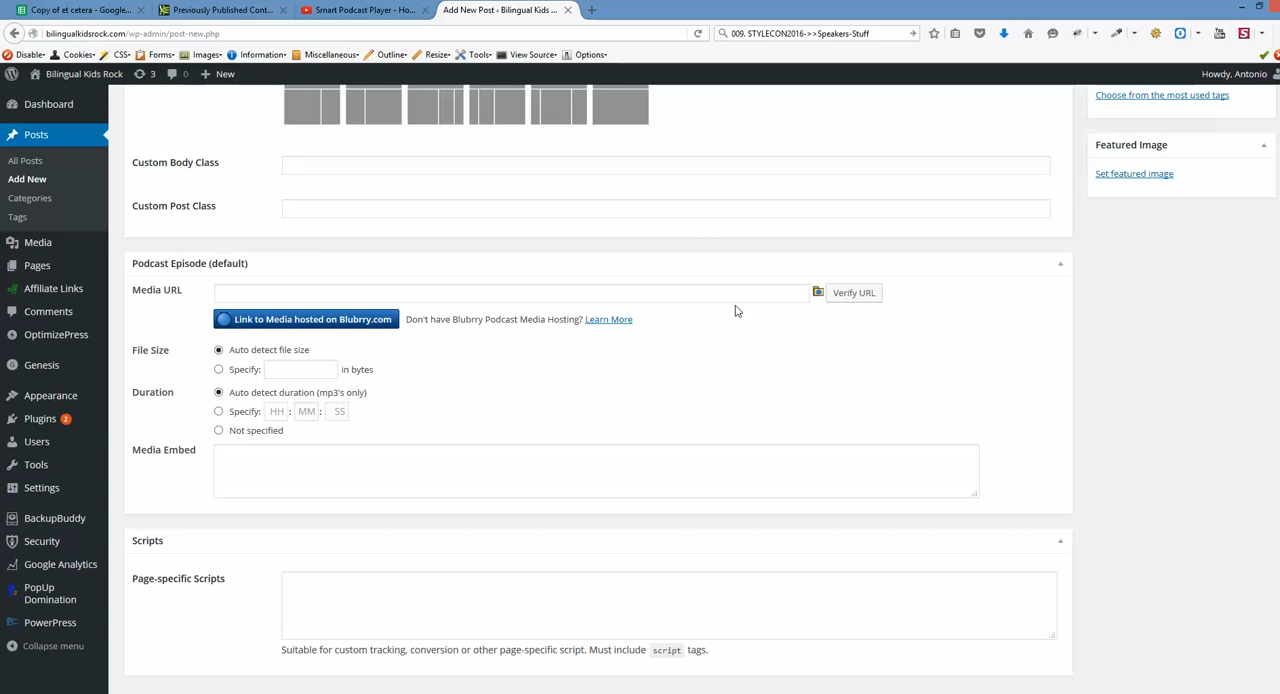 Copy of et cetera - Google...
Previously Published Cont...
Smart Podcast Player - Ho...
Add New Post ‹ Bilingual Kids ...
bilingualkidsrock.com/wp-admin/post-new.php
009. STYLECON2016->>Speakers-Stuff
Disable
Cookies
CSS
Forms
Images
Information
Miscellaneous
Outline
Resize
Tools
View Source
Options
Bilingual Kids Rock
3
0
New
Howdy, Antonio
Dashboard
Posts
All Posts
Add New
Categories
Tags
Media
Pages
Affiliate Links
Comments
OptimizePress
Genesis
Appearance
Plugins 2
Users
Tools
Settings
BackupBuddy
Security
Google Analytics
PopUp
Domination
PowerPress
Collapse menu
Custom Body Class
Custom Post Class
Podcast Episode (default)
Media URL
Verify URL
Link to Media hosted on Blubrry.com
Don't have Blubrry Podcast Media Hosting? Learn More
File Size
Auto detect file size
Specify:
in bytes
Duration
Auto detect duration (mp3's only)
Specify: HH : MM : SS
Not specified
Media Embed
Scripts
Page-specific Scripts
Suitable for custom tracking, conversion or other page-specific script. Must include script tags.
Choose from the most used tags
Featured Image
Set featured image